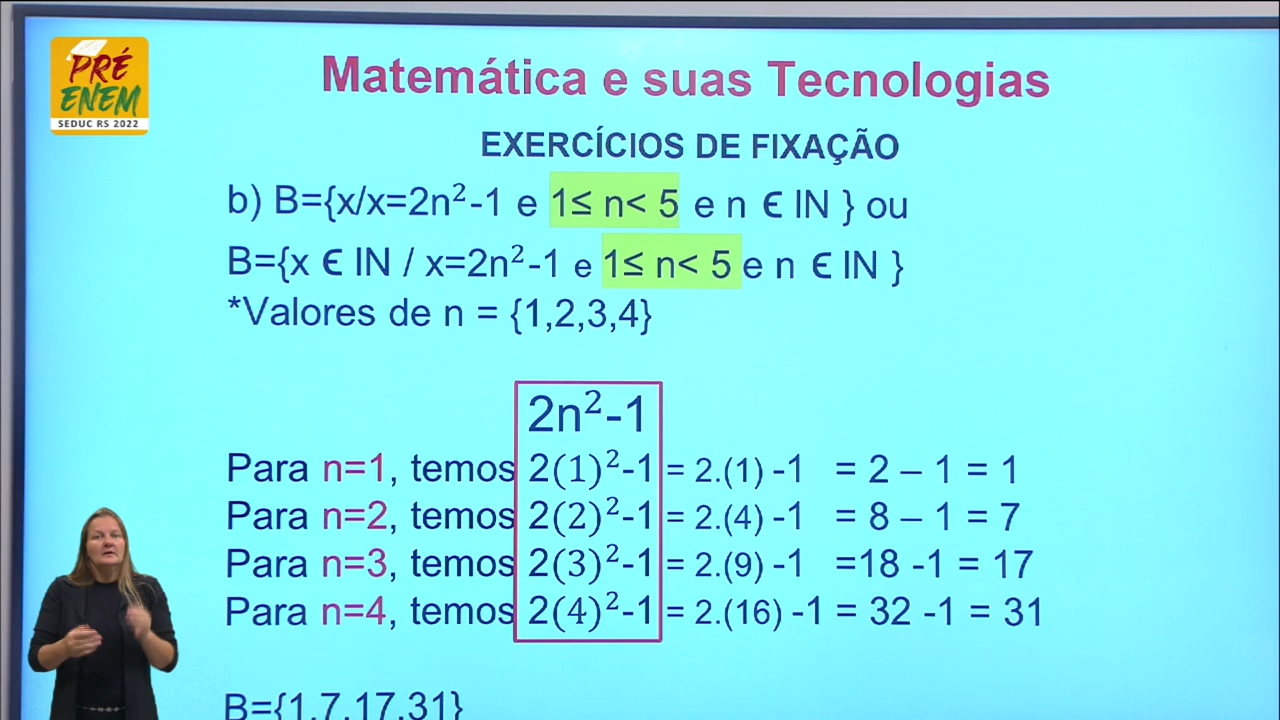 PRÉ
ENEM
SEDUC RS 2022
Matemática e suas Tecnologias
EXERCÍCIOS DE FIXAÇÃO
b) B={x/x=2n²-1 e 1≤ n< 5 e n Є IN } ou
B={x Є IN / x=2n²-1 e 1≤ n< 5 e n Є IN }
*Valores de n = {1,2,3,4}
2n²-1
Para n=1, temos 2(1)²-1 = 2.(1) -1 = 2 – 1 = 1
Para n=2, temos 2(2)²-1 = 2.(4) -1 = 8 – 1 = 7
Para n=3, temos 2(3)²-1 = 2.(9) -1 =18 -1 = 17
Para n=4, temos 2(4)²-1 = 2.(16) -1 = 32 -1 = 31
B={1,7,17,31}